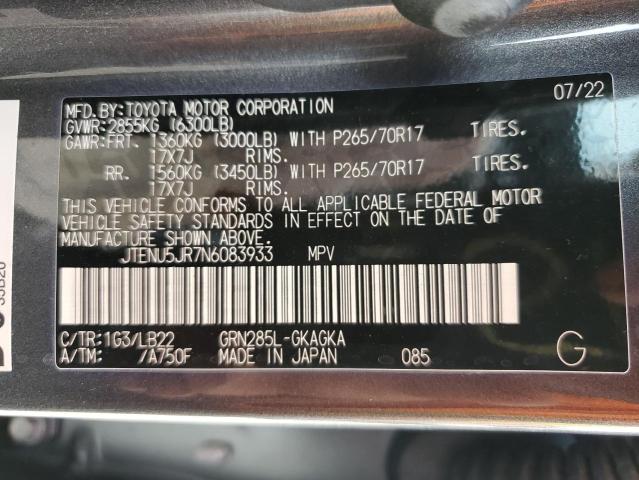 07/22
MFD.BY:TOYOTA MOTOR CORPORATION
GVWR:2855KG (6300LB)
GAWR:FRT. 1360KG (3000LB) WITH P265/70R17 TIRES.
17X7J RIMS.
RR. 1560KG (3450LB) WITH P265/70R17 TIRES.
17X7J RIMS.
THIS VEHICLE CONFORMS TO ALL APPLICABLE FEDERAL MOTOR
VEHICLE SAFETY STANDARDS IN EFFECT ON THE DATE OF
MANUFACTURE SHOWN ABOVE.
JTENU5JR7N6083933 MPV
C/TR:1G3/LB22 GRN285L-GKAGKA
A/TM: /A750F MADE IN JAPAN 085 G